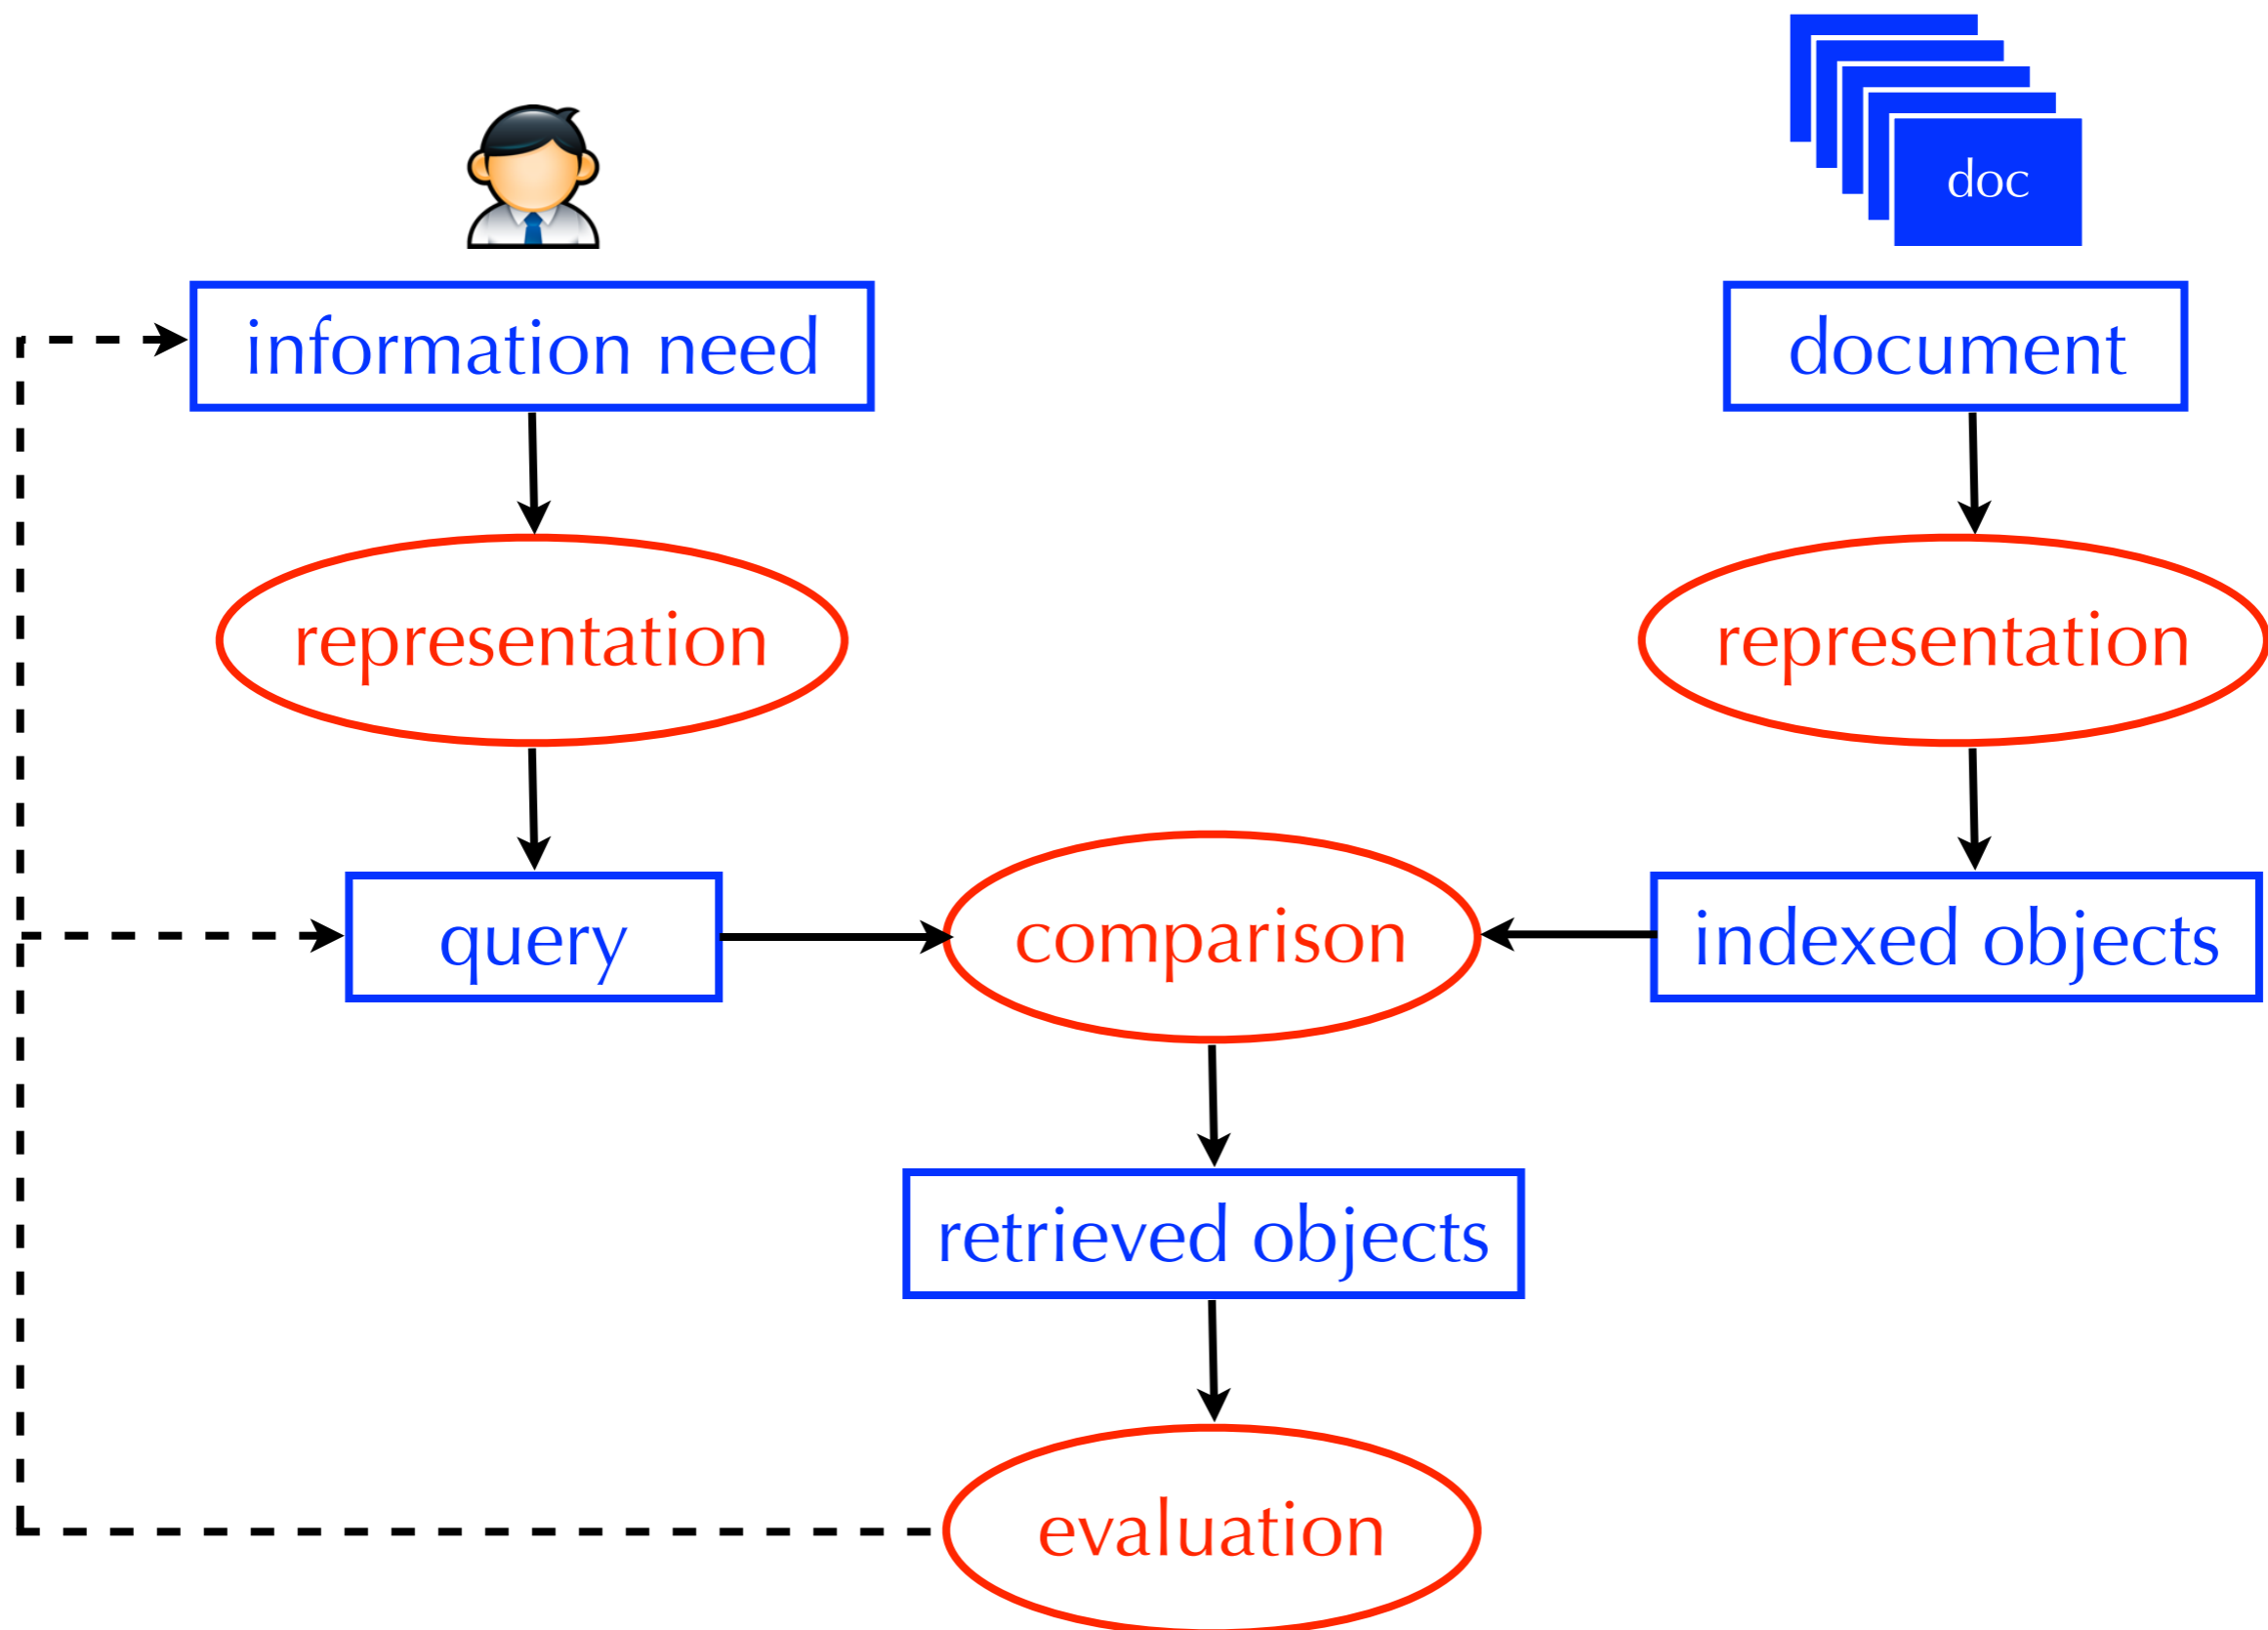 doc
information need
document
representation
representation
query
comparison
indexed objects
retrieved objects
evaluation